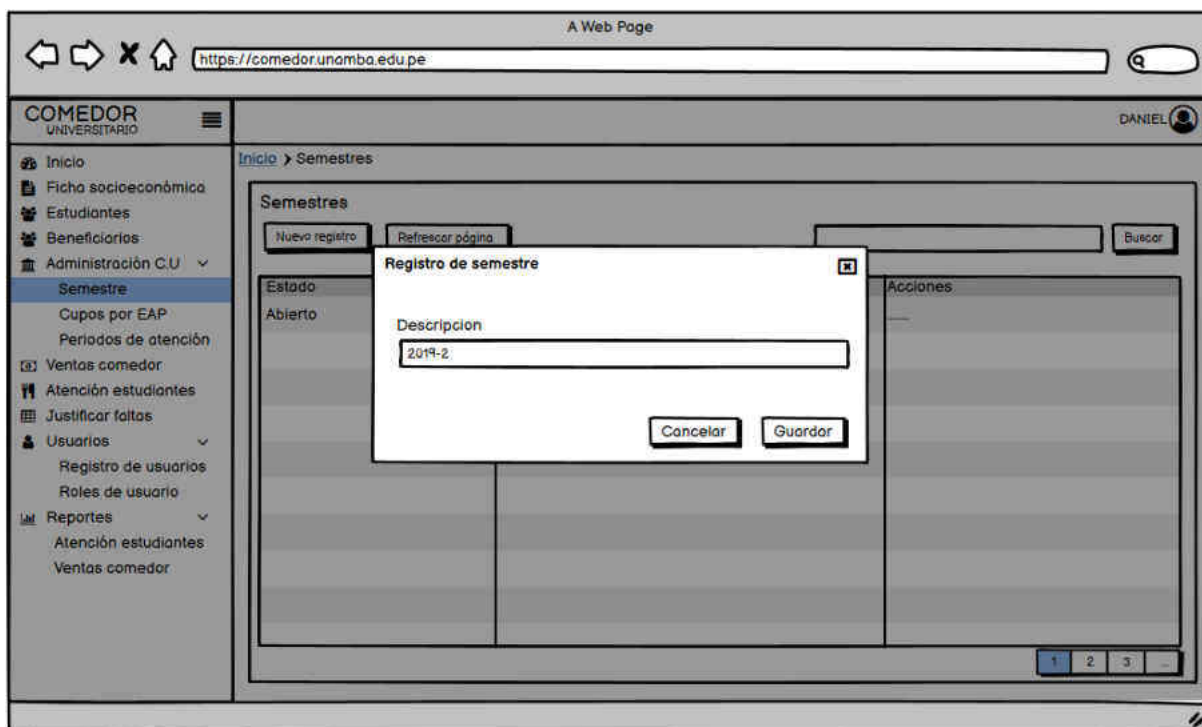 A Web Page
https://comedor.unamba.edu.pe
COMEDOR
UNIVERSITARIO
DANIEL
Inicio
Ficha socioeconómica
Estudiantes
Beneficiarios
Administración C.U
Semestre
Cupos por EAP
Periodos de atención
Ventas comedor
Atención estudiantes
Justificar faltas
Usuarios
Registro de usuarios
Roles de usuario
Reportes
Atención estudiantes
Ventas comedor
Inicio > Semestres
Semestres
Nuevo registro Refrescar página Buscar
Estado Acciones
Abierto ....
Registro de semestre
Descripcion
2019-2
Cancelar Guardar
1 2 3 ...